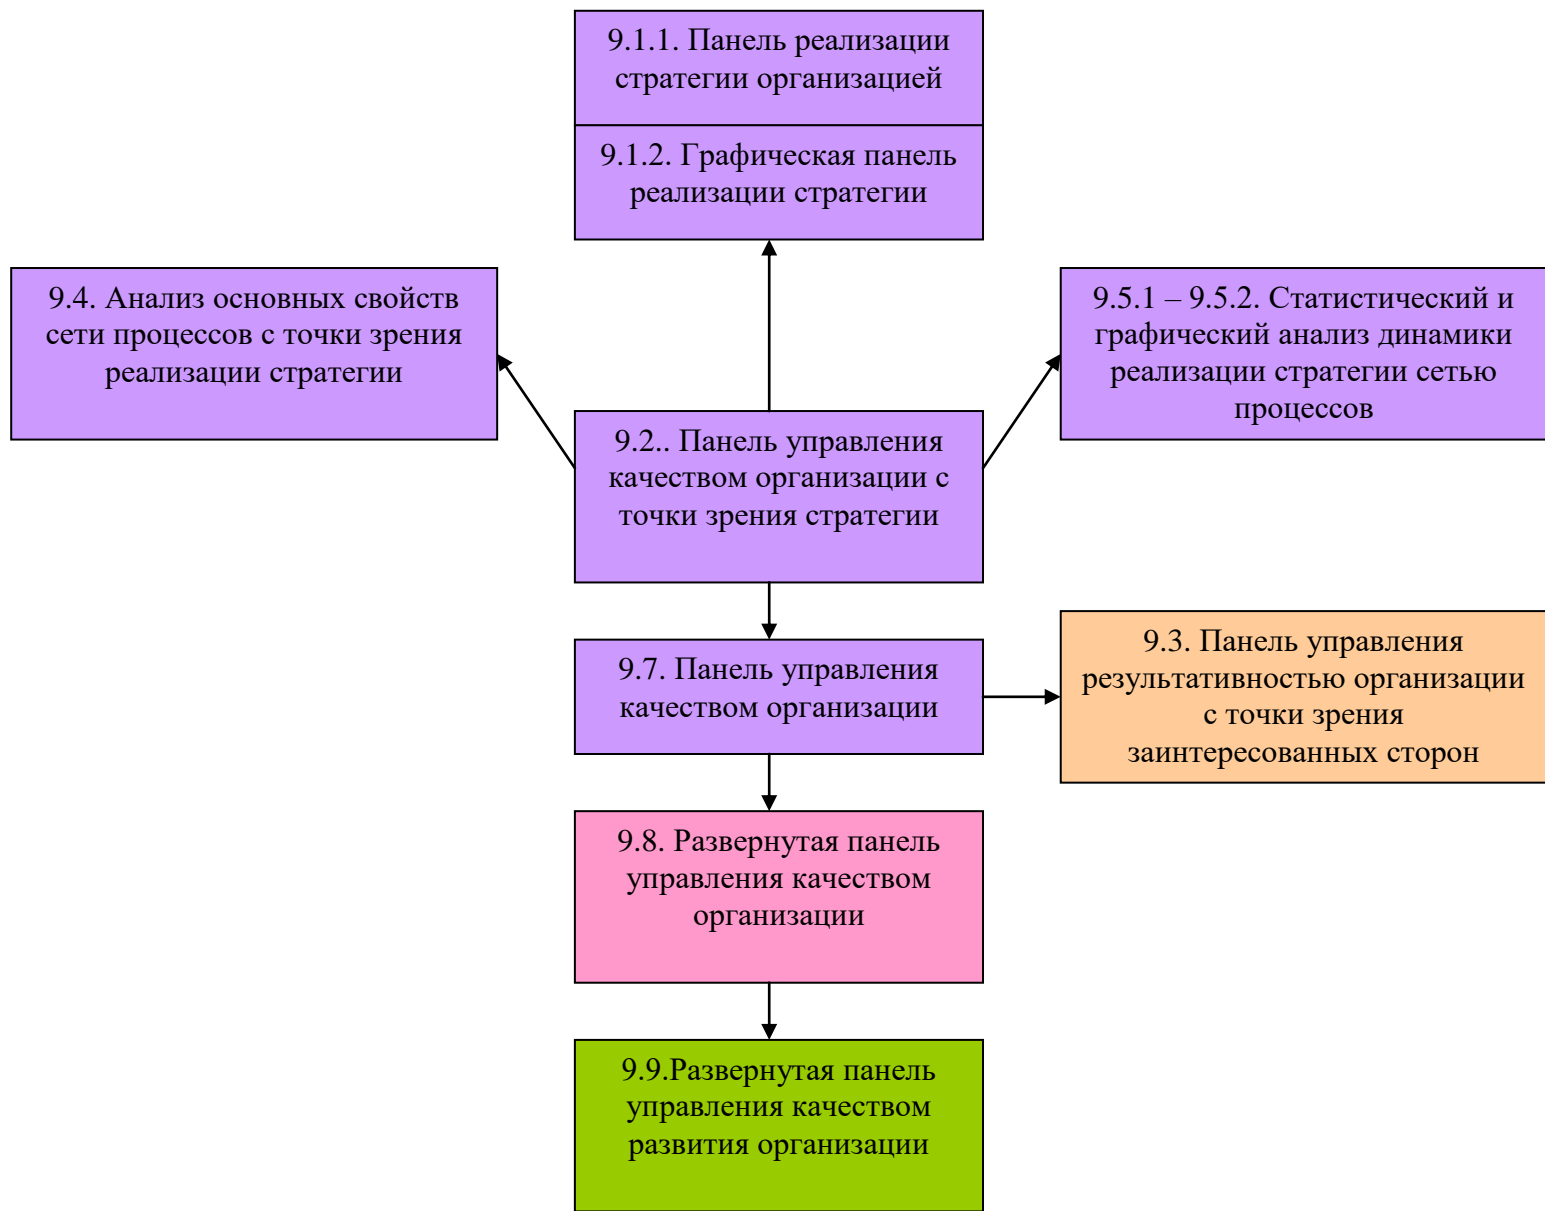 9.1.1. Панель реализации
стратегии организацией
9.1.2. Графическая панель
реализации стратегии
9.4. Анализ основных свойств
сети процессов с точки зрения
реализации стратегии
9.5.1 – 9.5.2. Статистический и
графический анализ динамики
реализации стратегии сетью
процессов
9.2.. Панель управления
качеством организации с
точки зрения стратегии
9.7. Панель управления
качеством организации
9.3. Панель управления
результативностью организации
с точки зрения
заинтересованных сторон
9.8. Развернутая панель
управления качеством
организации
9.9.Развернутая панель
управления качеством
развития организации